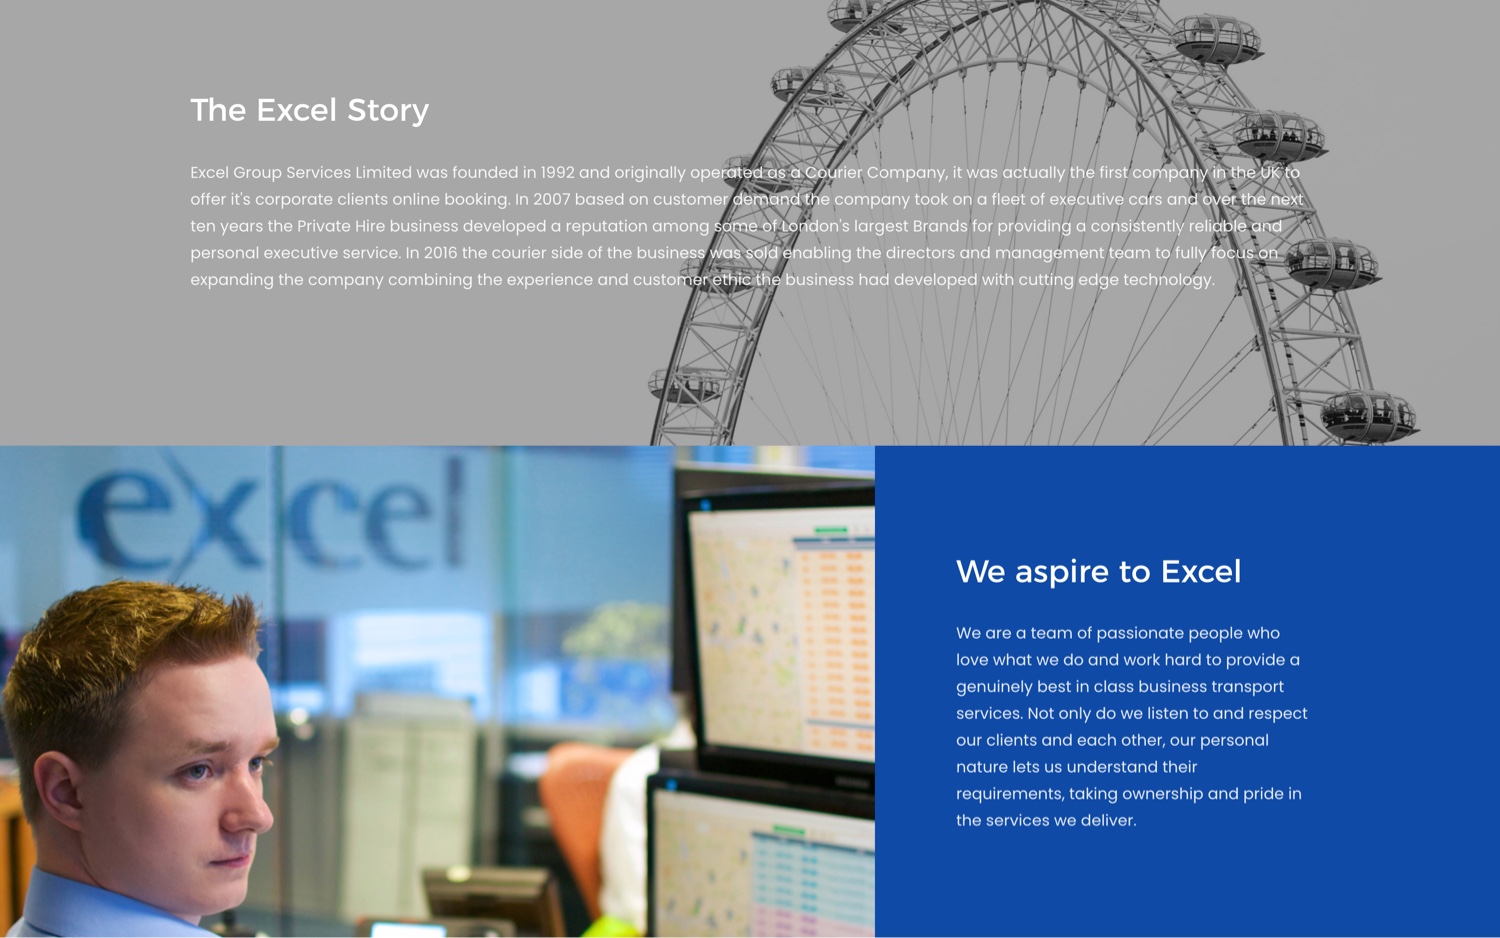 The Excel Story
Excel Group Services Limited was founded in 1992 and originally operated as a Courier Company, it was actually the first company in the UK to
offer it's corporate clients online booking. In 2007 based on customer demand the company took on a fleet of executive cars and over the next
ten years the Private Hire business developed a reputation among some of London's largest Brands for providing a consistently reliable and
personal executive service. In 2016 the courier side of the business was sold enabling the directors and management team to fully focus on
expanding the company combining the experience and customer ethic the business had developed with cutting edge technology.
excel
We aspire to Excel
We are a team of passionate people who
love what we do and work hard to provide a
genuinely best in class business transport
services. Not only do we listen to and respect
our clients and each other, our personal
nature lets us understand their
requirements, taking ownership and pride in
the services we deliver.